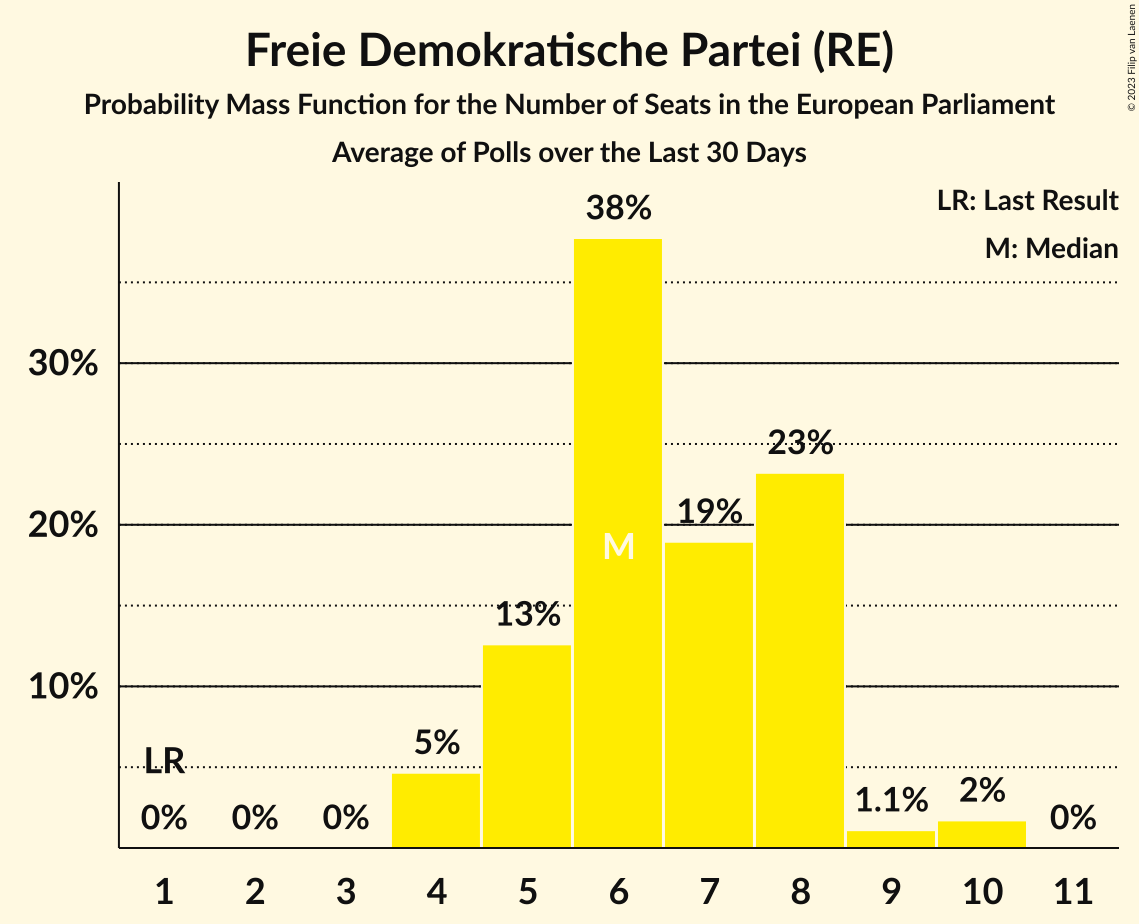 Freie Demokratische Partei (RE)
Probability Mass Function for the Number of Seats in the European Parliament
Average of Polls over the Last 30 Days
© 2023 Filip van Laenen
LR: Last Result
M: Median
38%
30%
23%
20%
19%
M
13%
10%
5%
LR
1.1%
2%
0%
0%
0%
0%
1 2 3 4 5 6 7 8 9 10 11